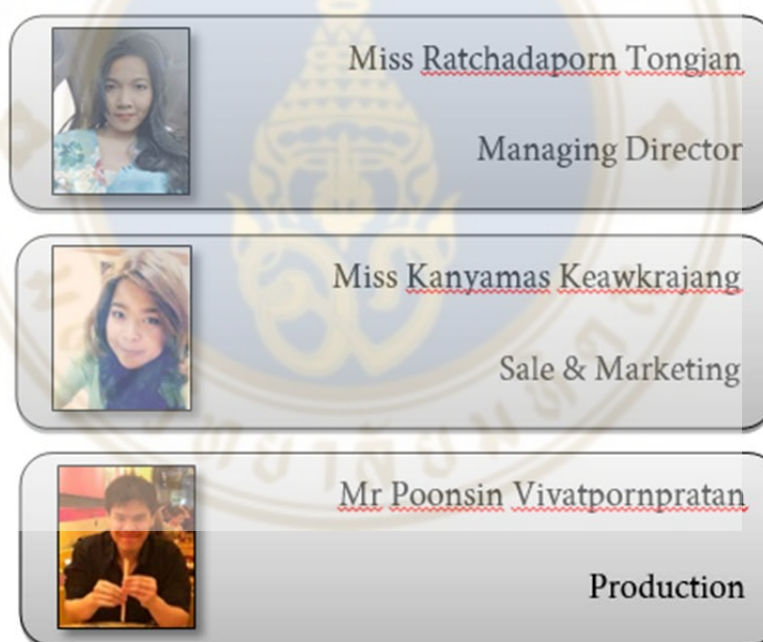 Miss Ratchadaporn Tongjan
Managing Director
Miss Kanyamas Keawkrajang
Sale & Marketing
Mr Poonsin Vivatpornpratan
Production